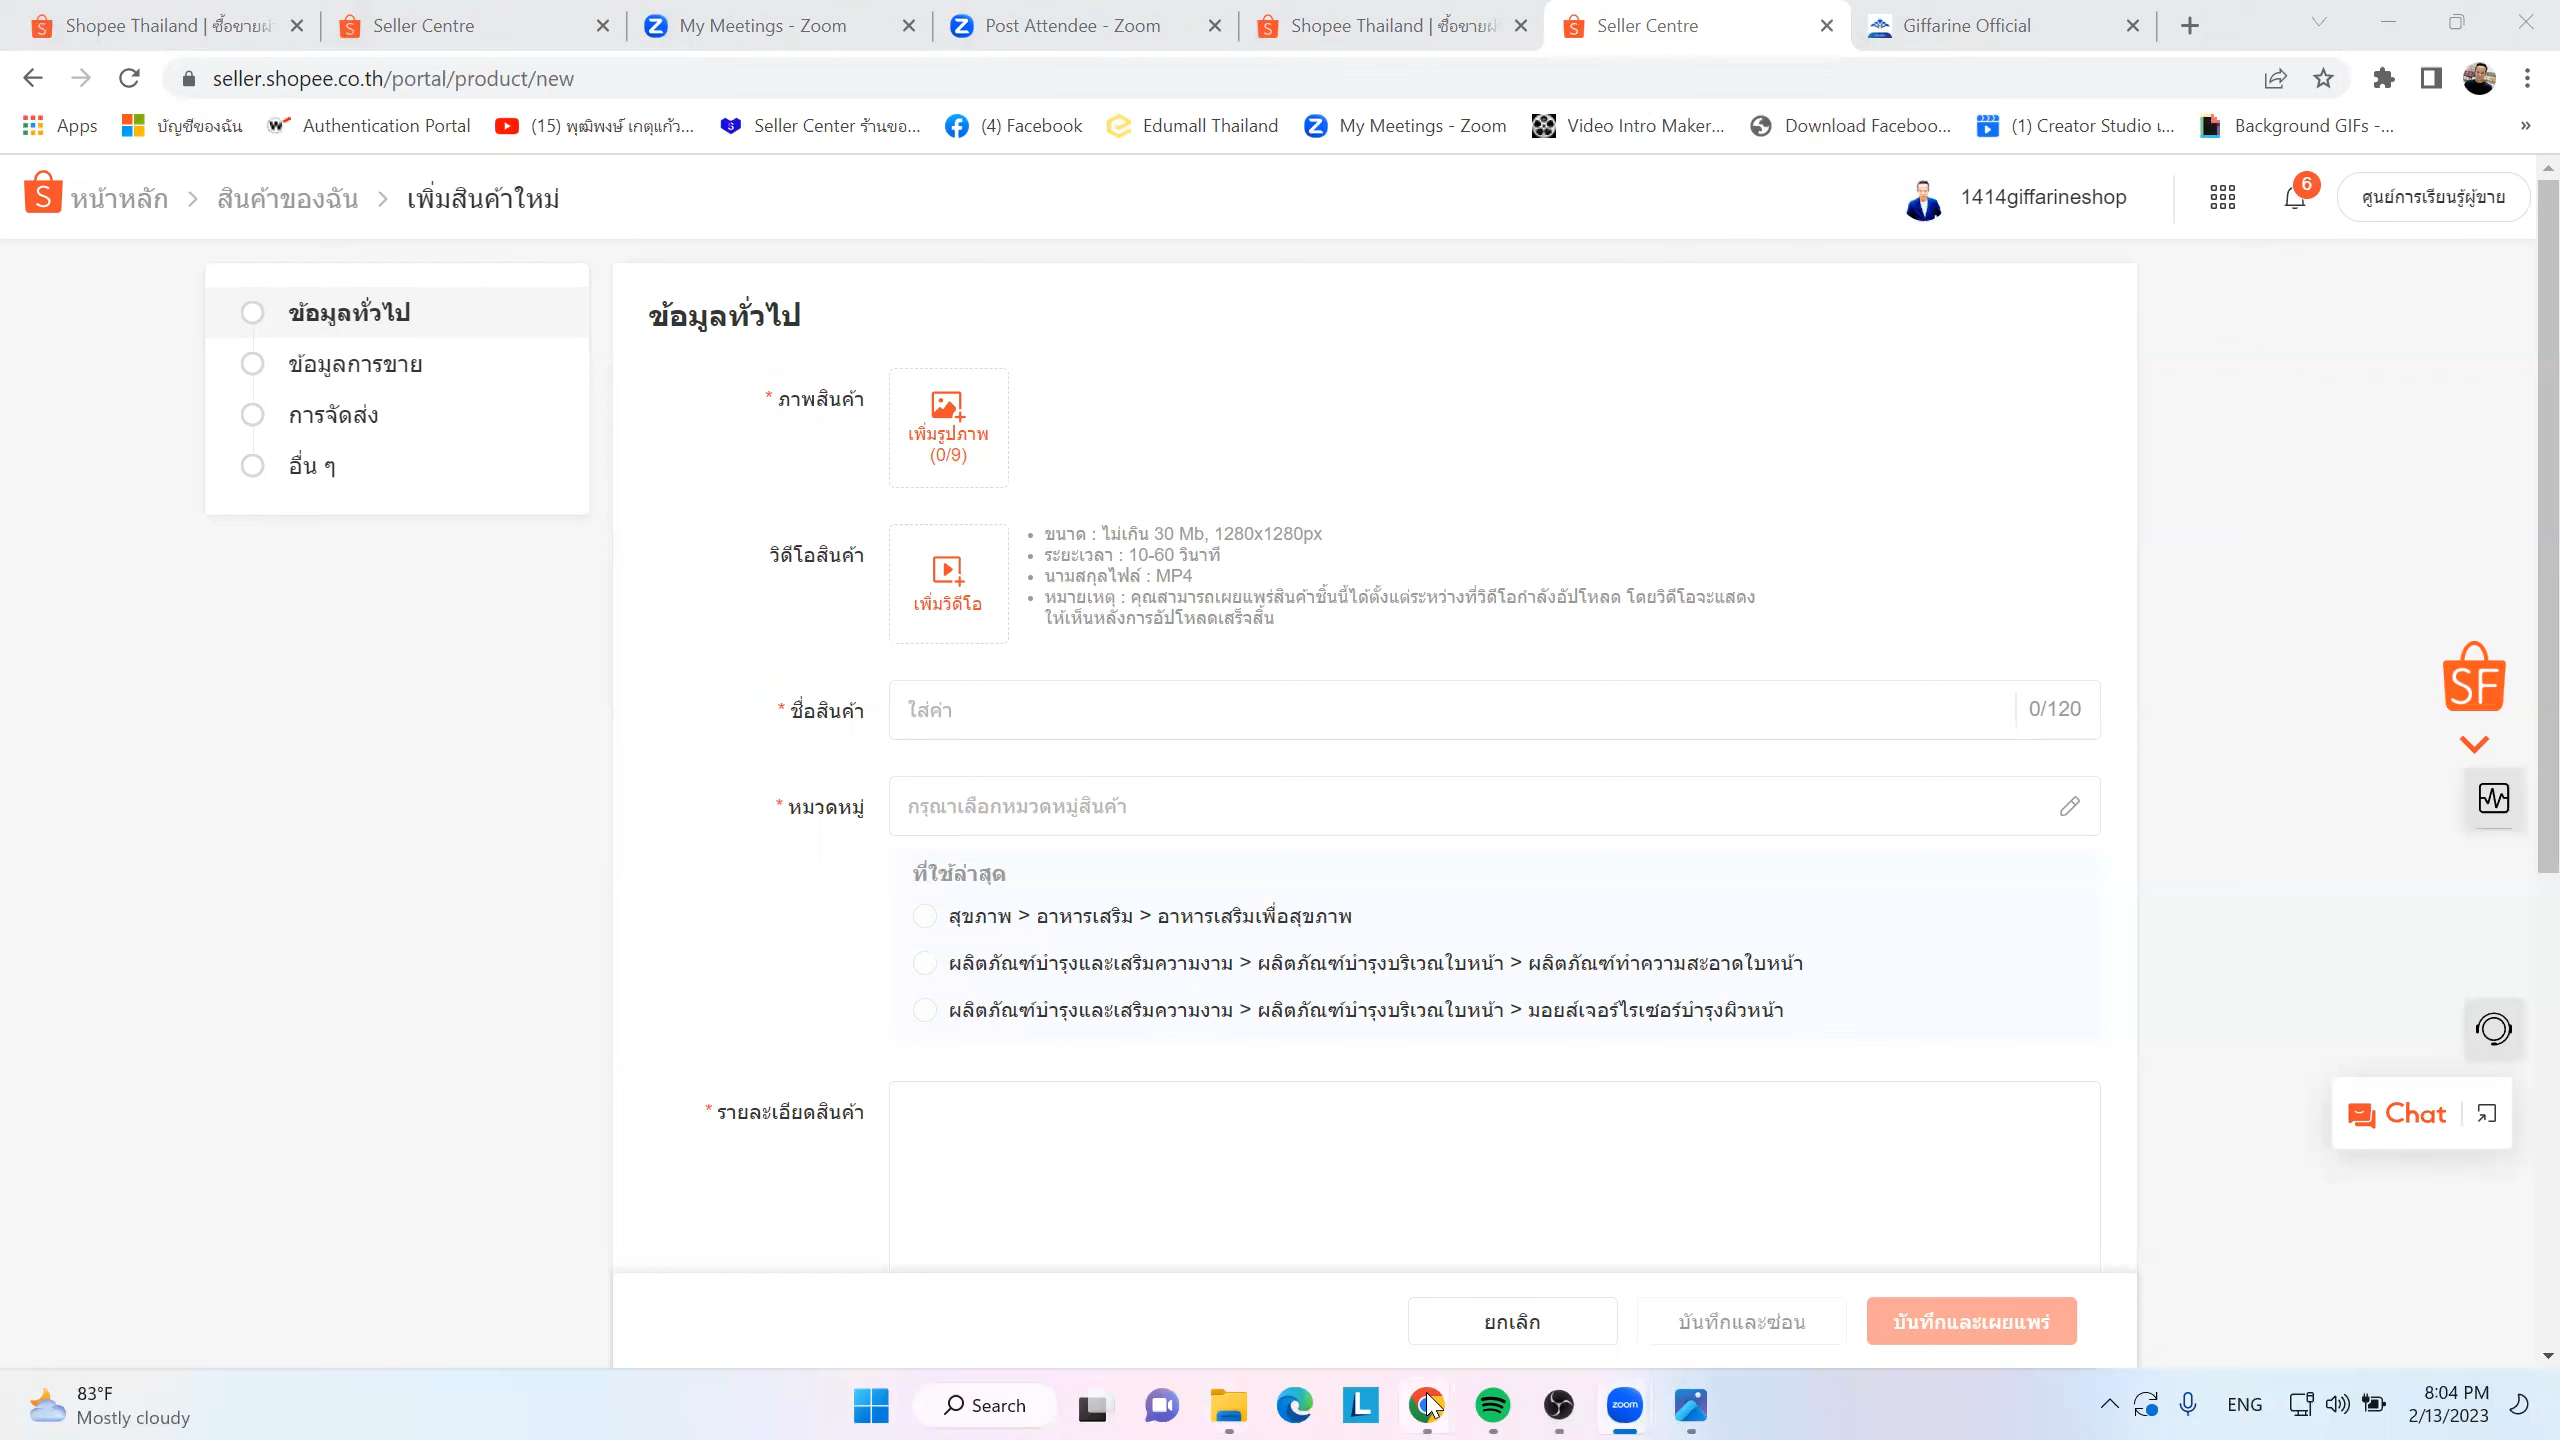 Shopee Thailand | ซื้อขายผ่
Seller Centre
My Meetings - Zoom
Post Attendee - Zoom
Shopee Thailand | ซื้อขายผ่
Seller Centre
Giffarine Official
seller.shopee.co.th/portal/product/new
Apps
บัญชีของฉัน
Authentication Portal
(15) พุฒิพงษ์ เกตุแก้ว...
Seller Center ร้านขอ...
(4) Facebook
Edumall Thailand
My Meetings - Zoom
Video Intro Maker...
Download Faceboo...
(1) Creator Studio เ...
Background GIFs -...
»
หน้าหลัก > สินค้าของฉัน > เพิ่มสินค้าใหม่
1414giffarineshop
6
ศูนย์การเรียนรู้ผู้ขาย
ข้อมูลทั่วไป
ข้อมูลการขาย
การจัดส่ง
อื่น ๆ
ข้อมูลทั่วไป
* ภาพสินค้า
เพิ่มรูปภาพ
(0/9)
วิดีโอสินค้า
เพิ่มวิดีโอ
• ขนาด : ไม่เกิน 30 Mb, 1280x1280px
• ระยะเวลา : 10-60 วินาที
• นามสกุลไฟล์ : MP4
• หมายเหตุ : คุณสามารถเผยแพร่สินค้าชิ้นนี้ได้ตั้งแต่ระหว่างที่วิดีโอกำลังอัปโหลด โดยวิดีโอจะแสดง
ให้เห็นหลังการอัปโหลดเสร็จสิ้น
* ชื่อสินค้า
ใส่ค่า
0/120
* หมวดหมู่
กรุณาเลือกหมวดหมู่สินค้า
ที่ใช้ล่าสุด
สุขภาพ > อาหารเสริม > อาหารเสริมเพื่อสุขภาพ
ผลิตภัณฑ์บำรุงและเสริมความงาม > ผลิตภัณฑ์บำรุงบริเวณใบหน้า > ผลิตภัณฑ์ทำความสะอาดใบหน้า
ผลิตภัณฑ์บำรุงและเสริมความงาม > ผลิตภัณฑ์บำรุงบริเวณใบหน้า > มอยส์เจอร์ไรเซอร์บำรุงผิวหน้า
* รายละเอียดสินค้า
SF
Chat
ยกเลิก
บันทึกและซ่อน
บันทึกและเผยแพร่
83°F
Mostly cloudy
Search
L
zoom
ENG
8:04 PM
2/13/2023